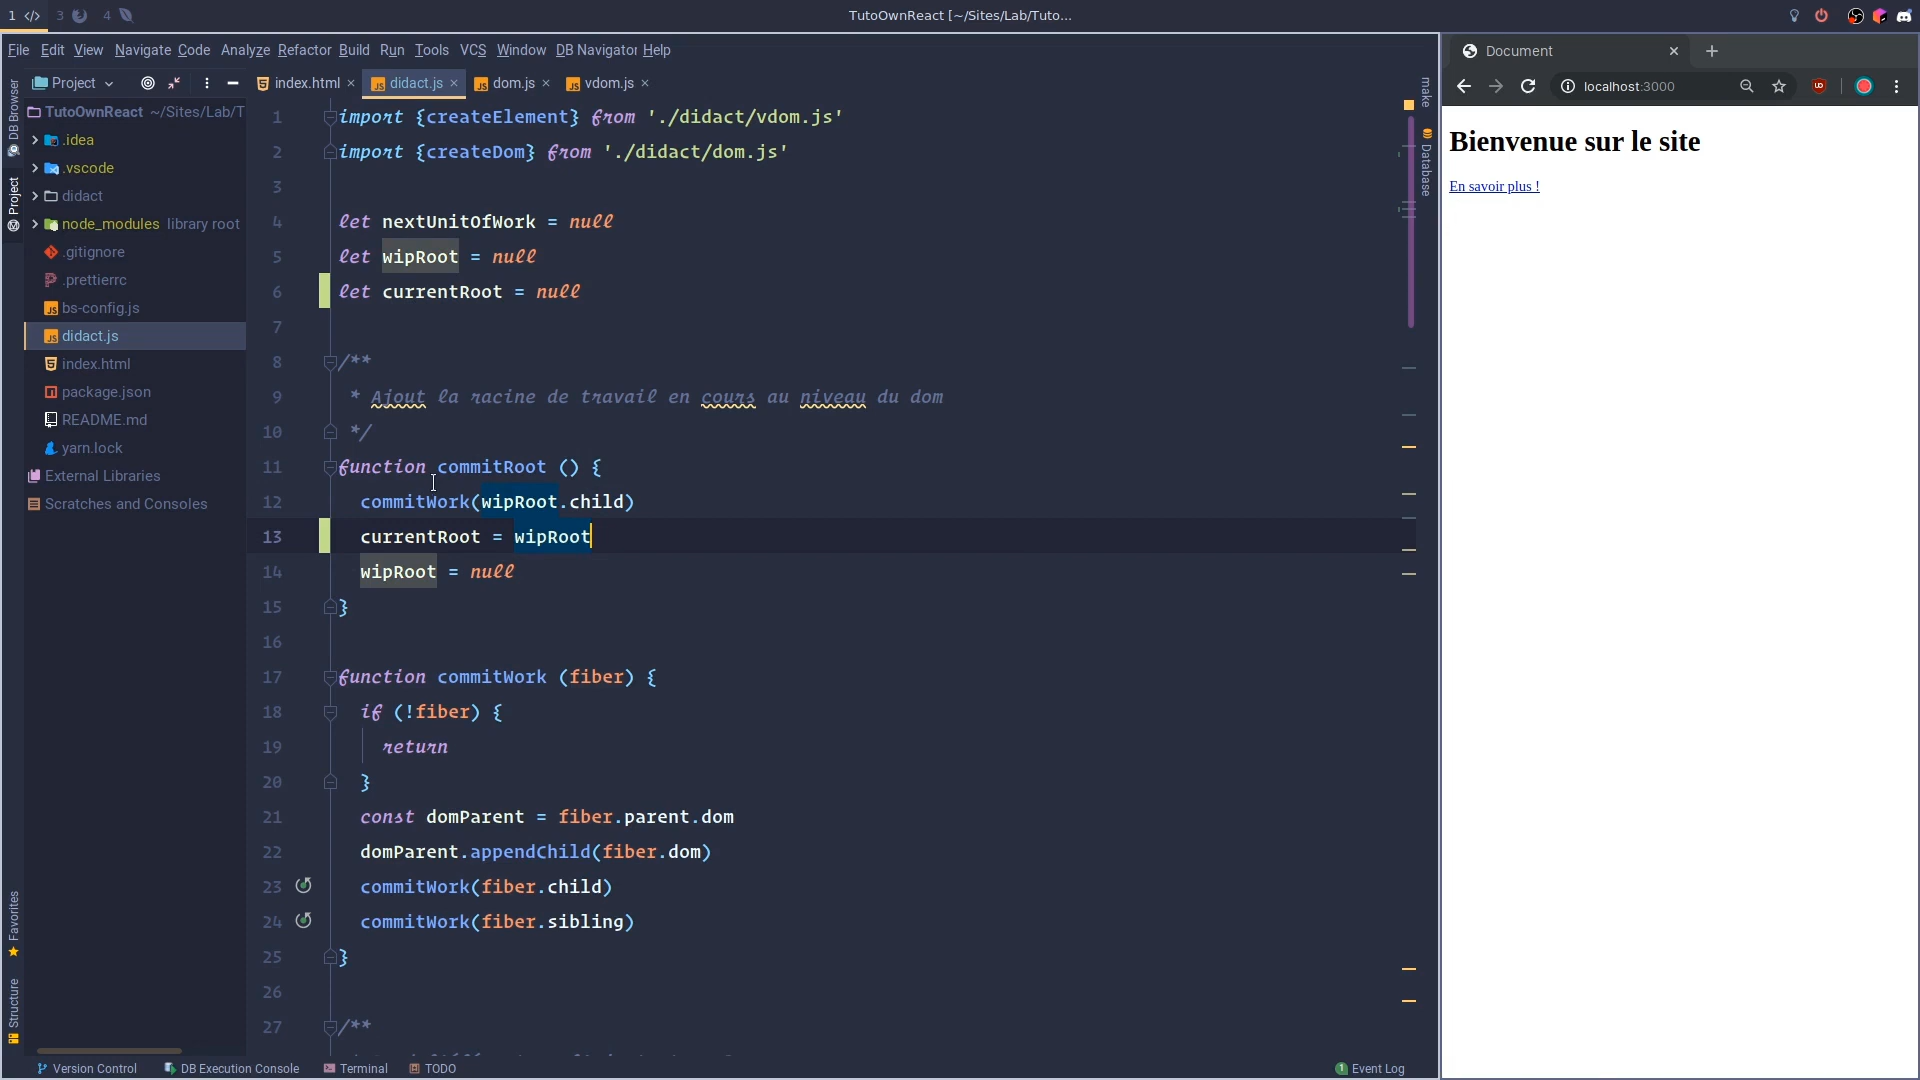 1 3 4 TutoOwnReact [~/Sites/Lab/Tuto...
File Edit View Navigate Code Analyze Refactor Build Run Tools VCS Window DB Navigator Help
Project
index.html × didact.js × dom.js × vdom.js ×
TutoOwnReact ~/Sites/Lab/T
.idea
.vscode
didact
node_modules library root
.gitignore
.prettierrc
bs-config.js
didact.js
index.html
package.json
README.md
yarn.lock
External Libraries
Scratches and Consoles
DB Browser
Project
Favorites
Structure
1 import {createElement} from './didact/vdom.js'
2 import {createDom} from './didact/dom.js'
3
4 let nextUnitOfWork = null
5 let wipRoot = null
6 let currentRoot = null
7
8 /**
9 * Ajout la racine de travail en cours au niveau du dom
10 */
11 function commitRoot () {
12 commitWork(wipRoot.child)
13 currentRoot = wipRoot
14 wipRoot = null
15 }
16
17 function commitWork (fiber) {
18 if (!fiber) {
19 return
20 }
21 const domParent = fiber.parent.dom
22 domParent.appendChild(fiber.dom)
23 commitWork(fiber.child)
24 commitWork(fiber.sibling)
25 }
26
27 /**
make
Database
Version Control DB Execution Console Terminal TODO 1 Event Log
Document
localhost:3000
Bienvenue sur le site
En savoir plus !